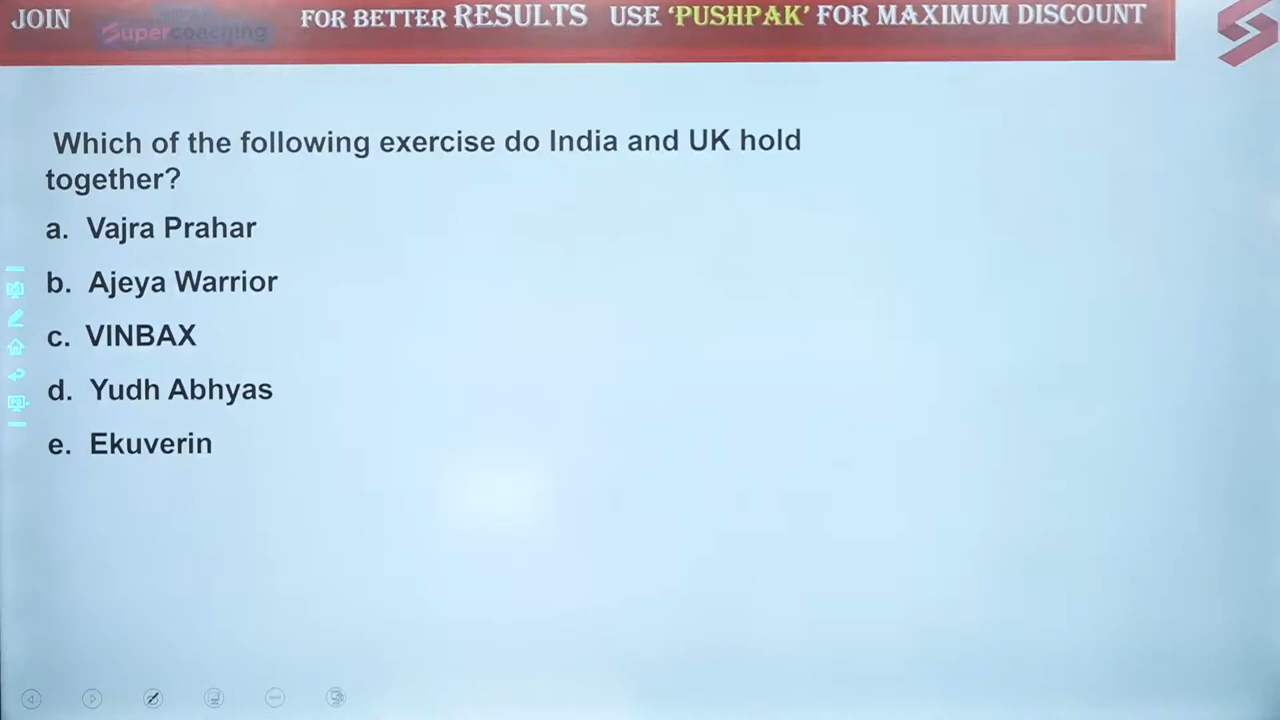 JOIN
Supercoaching
FOR BETTER RESULTS USE ‘PUSHPAK’ FOR MAXIMUM DISCOUNT
Which of the following exercise do India and UK hold
together?
a. Vajra Prahar
b. Ajeya Warrior
c. VINBAX
d. Yudh Abhyas
e. Ekuverin